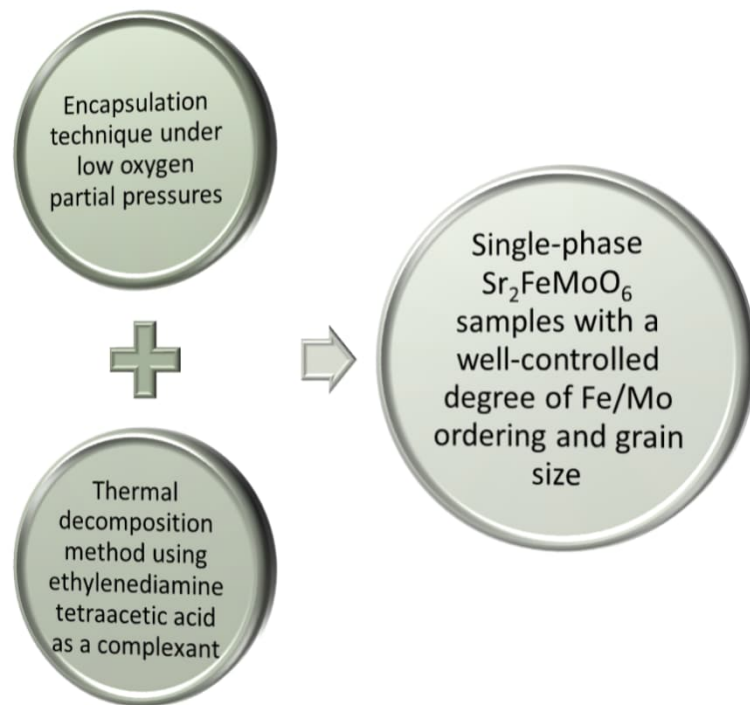 Encapsulation
technique under
low oxygen
partial pressures
Thermal
decomposition
method using
ethylenediamine
tetraacetic acid
as a complexant
Single-phase
Sr₂FeMoO₆
samples with a
well-controlled
degree of Fe/Mo
ordering and grain
size